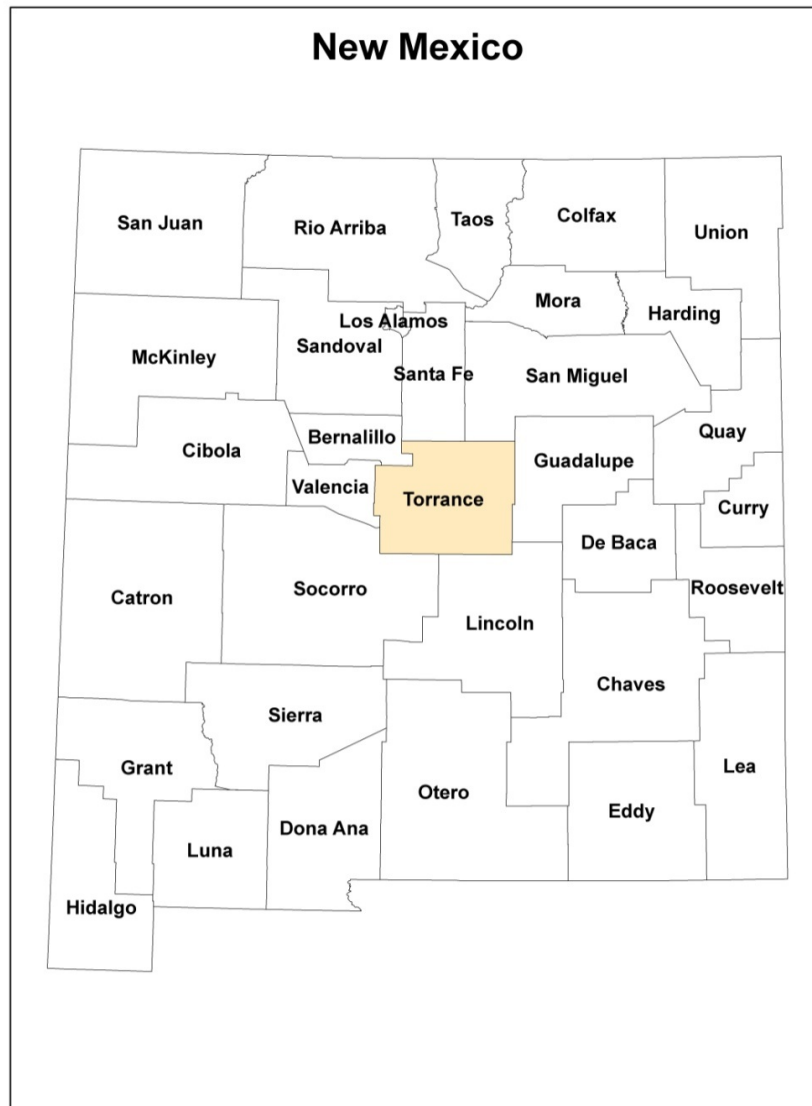 New Mexico
San Juan
Rio Arriba
Taos
Colfax
Union
Mora
Harding
Los Alamos
Sandoval
McKinley
Santa Fe
San Miguel
Quay
Bernalillo
Cibola
Guadalupe
Valencia
Torrance
Curry
De Baca
Roosevelt
Catron
Socorro
Lincoln
Chaves
Sierra
Grant
Lea
Otero
Eddy
Dona Ana
Luna
Hidalgo